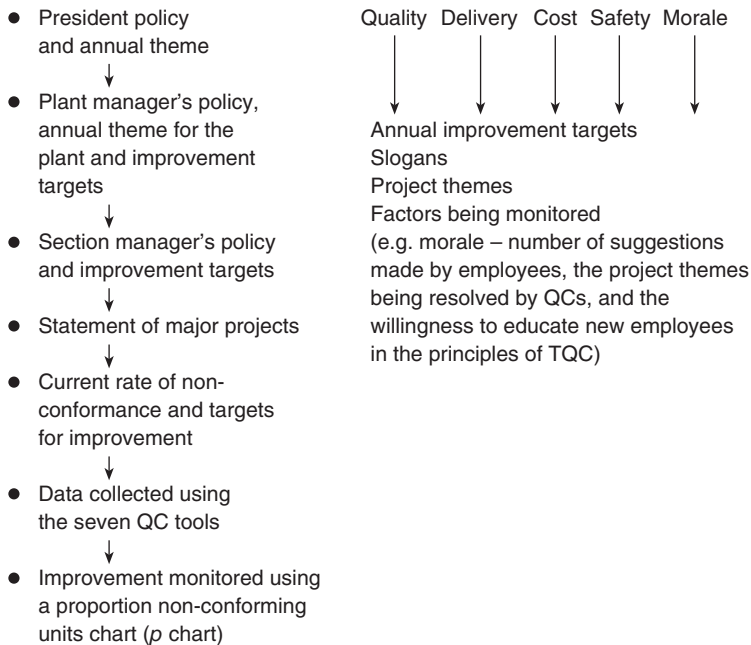 ● President policy
and annual theme
● Plant manager’s policy,
annual theme for the
plant and improvement
targets
● Section manager’s policy
and improvement targets
● Statement of major projects
● Current rate of non-
conformance and targets
for improvement
● Data collected using
the seven QC tools
● Improvement monitored using
a proportion non-conforming
units chart (p chart)
Quality Delivery Cost Safety Morale
Annual improvement targets
Slogans
Project themes
Factors being monitored
(e.g. morale – number of suggestions
made by employees, the project themes
being resolved by QCs, and the
willingness to educate new employees
in the principles of TQC)